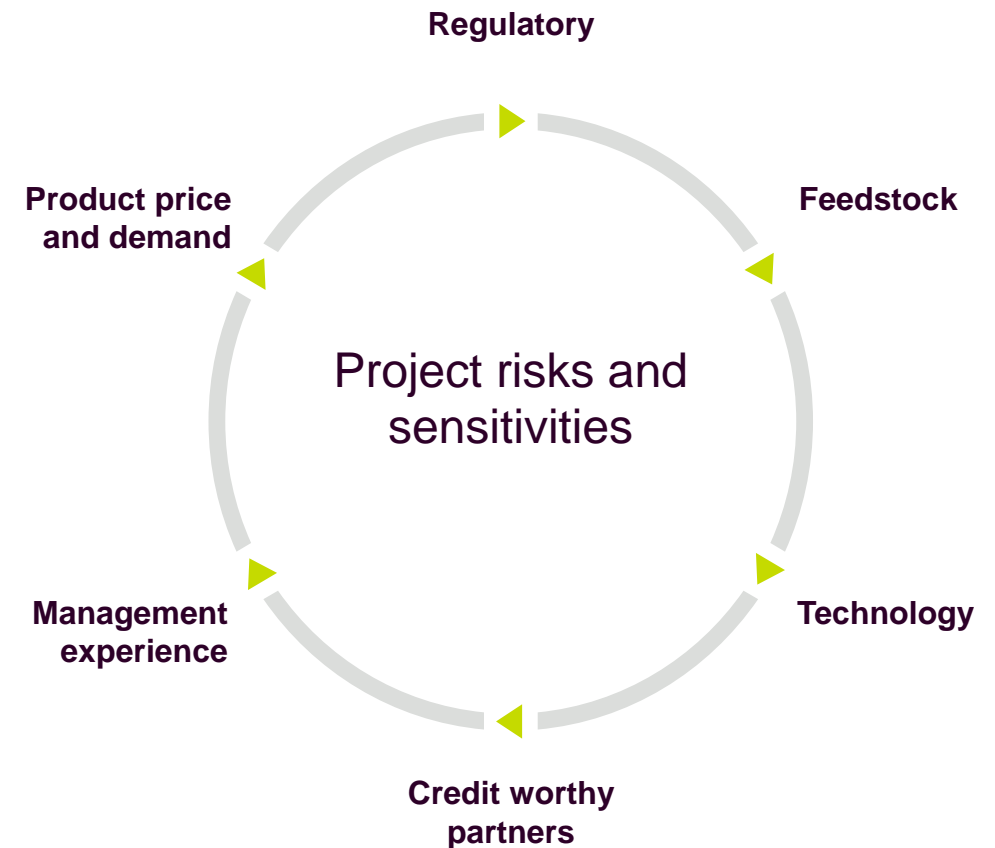 Regulatory
Product price
and demand
Feedstock
Project risks and
sensitivities
Management
experience
Technology
Credit worthy
partners